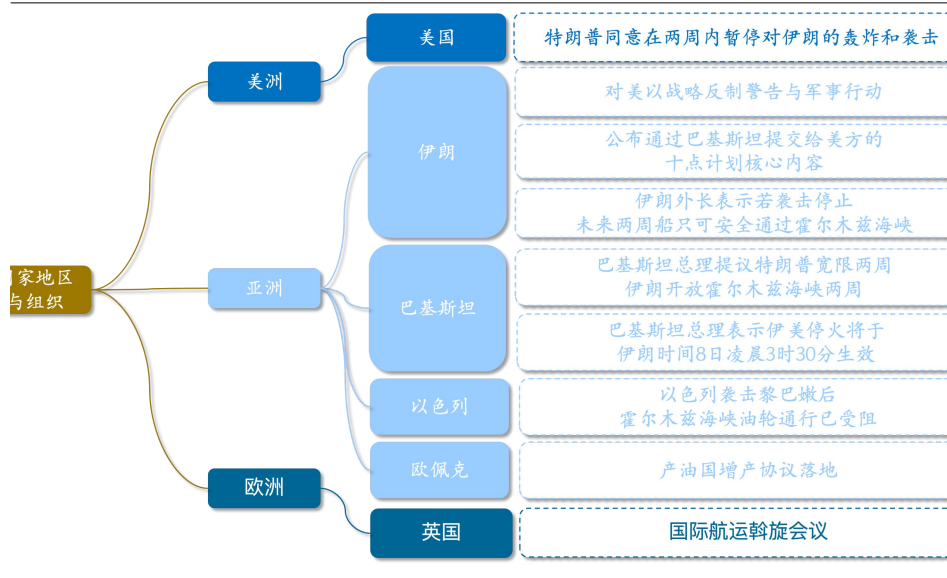 美国
特朗普同意在两周内暂停对伊朗的轰炸和袭击
美洲
对美以战略反制警告与军事行动
伊朗
公布通过巴基斯坦提交给美方的
十点计划核心内容
伊朗外长表示若袭击停止
未来两周船只可安全通过霍尔木兹海峡
家地区
与组织
亚洲
巴基斯坦
巴基斯坦总理提议特朗普宽限两周
伊朗开放霍尔木兹海峡两周
巴基斯坦总理表示伊美停火将于
伊朗时间8日凌晨3时30分生效
以色列
以色列袭击黎巴嫩后
霍尔木兹海峡油轮通行已受阻
欧佩克
产油国增产协议落地
欧洲
英国
国际航运斡旋会议